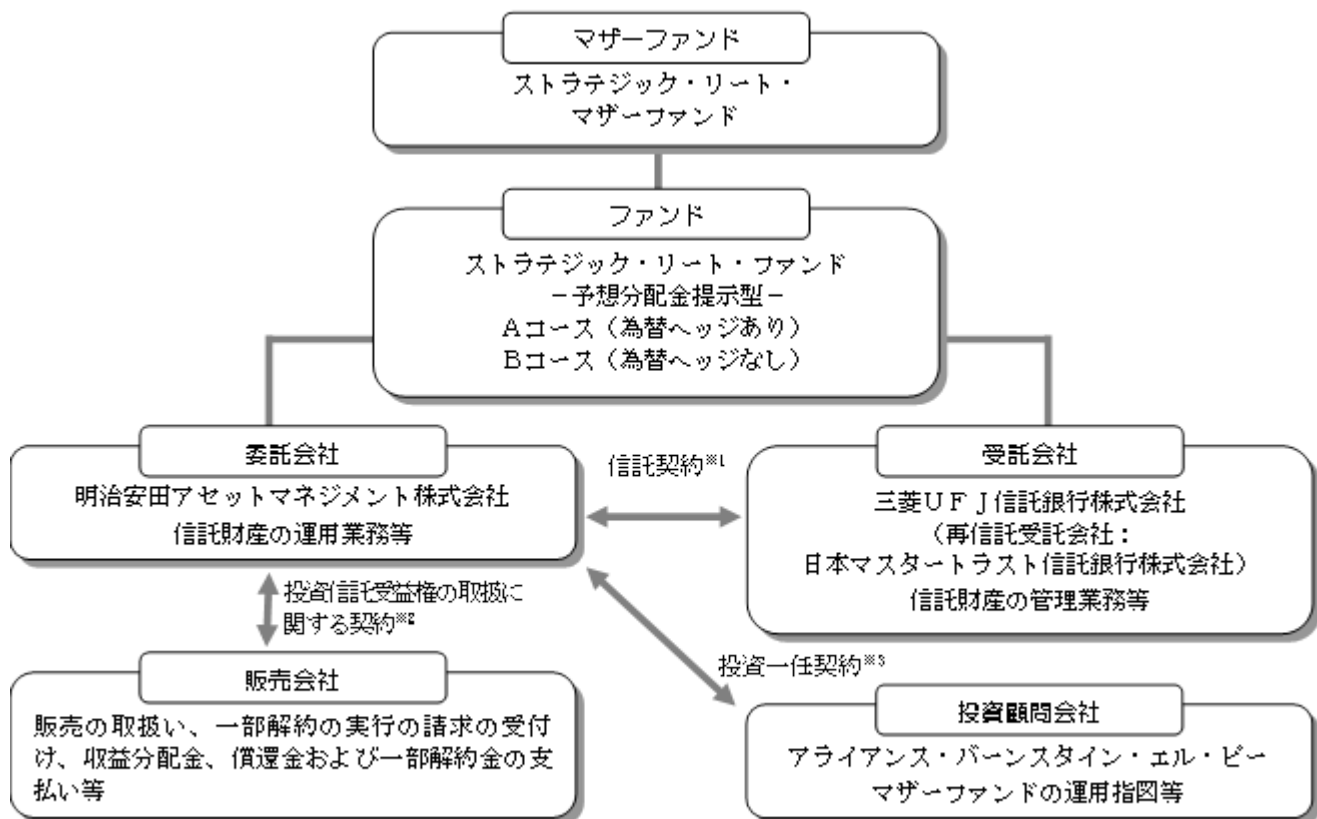 マザーファンド
ストラテジック・リート・
マザーファンド
ファンド
ストラテジック・リート・ファンド
－予想分配金提示型－
Ａコース（為替ヘッジあり）
Ｂコース（為替ヘッジなし）
委託会社
明治安田アセットマネジメント株式会社
信託財産の運用業務等
信託契約※1
受託会社
三菱ＵＦＪ信託銀行株式会社
（再信託受託会社：
日本マスタートラスト信託銀行株式会社）
信託財産の管理業務等
投資信託受益権の取扱に
関する契約※2
投資一任契約※3
販売会社
販売の取扱い、一部解約の実行の請求の受付
け、収益分配金、償還金および一部解約金の支
払い等
投資顧問会社
アライアンス・バーンスタイン・エル・ピー
マザーファンドの運用指図等